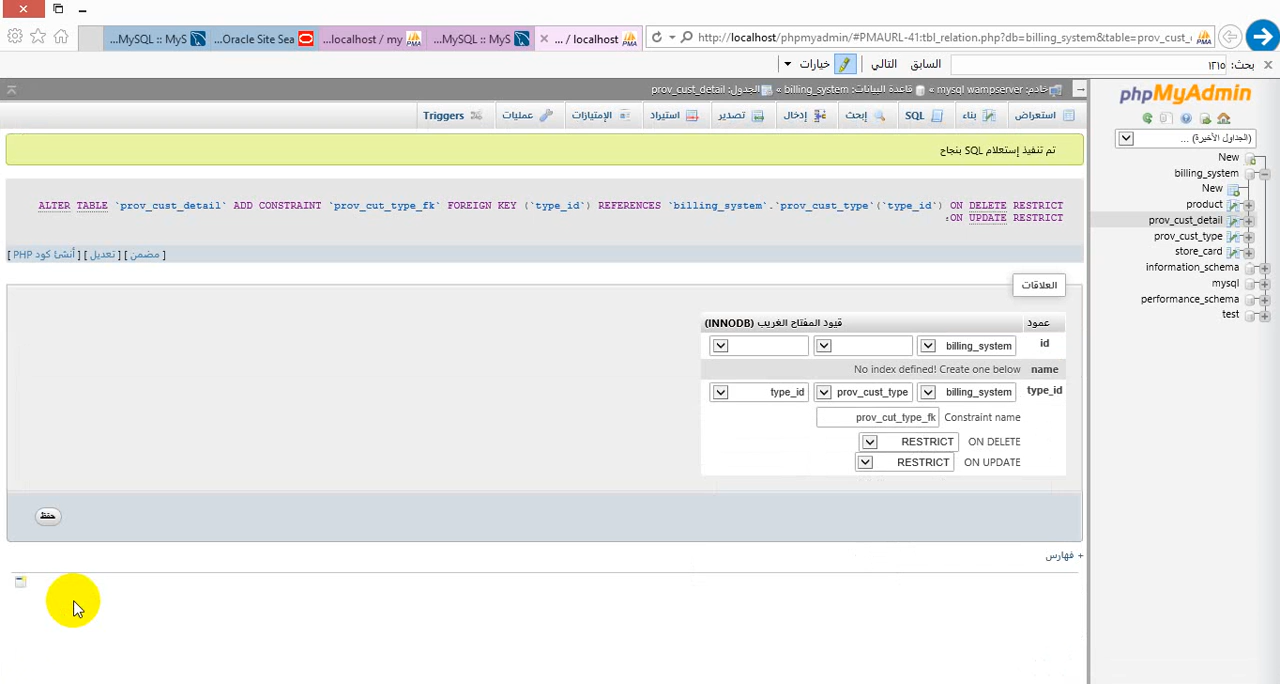 ...MySQL :: MyS
...Oracle Site Sea
...localhost / my
...MySQL :: MyS
... / localhost
http://localhost/phpmyadmin/#PMAURL-41:tbl_relation.php?db=billing_system&table=prov_cust_
بحث: ١٢١٥
السابق
التالي
خيارات
خادم: mysql wampserver » قاعدة البيانات: billing_system » الجدول: prov_cust_detail
phpMyAdmin
استعراض
بناء
SQL
إبحث
إدخال
تصدير
استيراد
الإمتيازات
عمليات
Triggers
(الجداول الأخيرة) ...
تم تنفيذ إستعلام SQL بنجاح
New
billing_system
New
product
prov_cust_detail
prov_cust_type
store_card
information_schema
mysql
performance_schema
test
ALTER TABLE `prov_cust_detail` ADD CONSTRAINT `prov_cut_type_fk` FOREIGN KEY (`type_id`) REFERENCES `billing_system`.`prov_cust_type`(`type_id`) ON DELETE RESTRICT
ON UPDATE RESTRICT;
[ مضمن ] [ تعديل ] [ أنشئ كود PHP ]
العلاقات
عمود قيود المفتاح الغريب (INNODB)
id billing_system
name No index defined! Create one below
type_id billing_system prov_cust_type type_id
Constraint name prov_cut_type_fk
ON DELETE RESTRICT
ON UPDATE RESTRICT
حفظ
+ فهارس